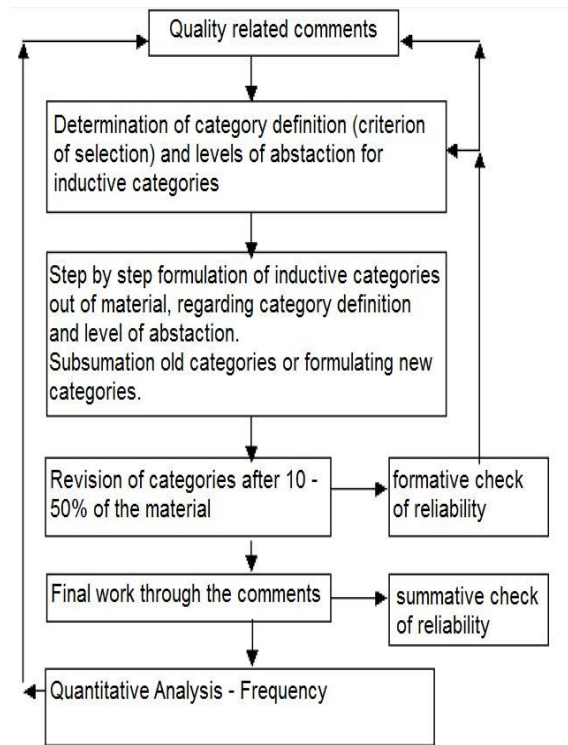 Quality related comments
Determination of category definition (criterion
of selection) and levels of abstaction for
inductive categories
Step by step formulation of inductive categories
out of material, regarding category definition
and level of abstaction.
Subsumation old categories or formulating new
categories.
Revision of categories after 10 -
50% of the material
formative check
of reliability
Final work through the comments
summative check
of reliability
Quantitative Analysis - Frequency